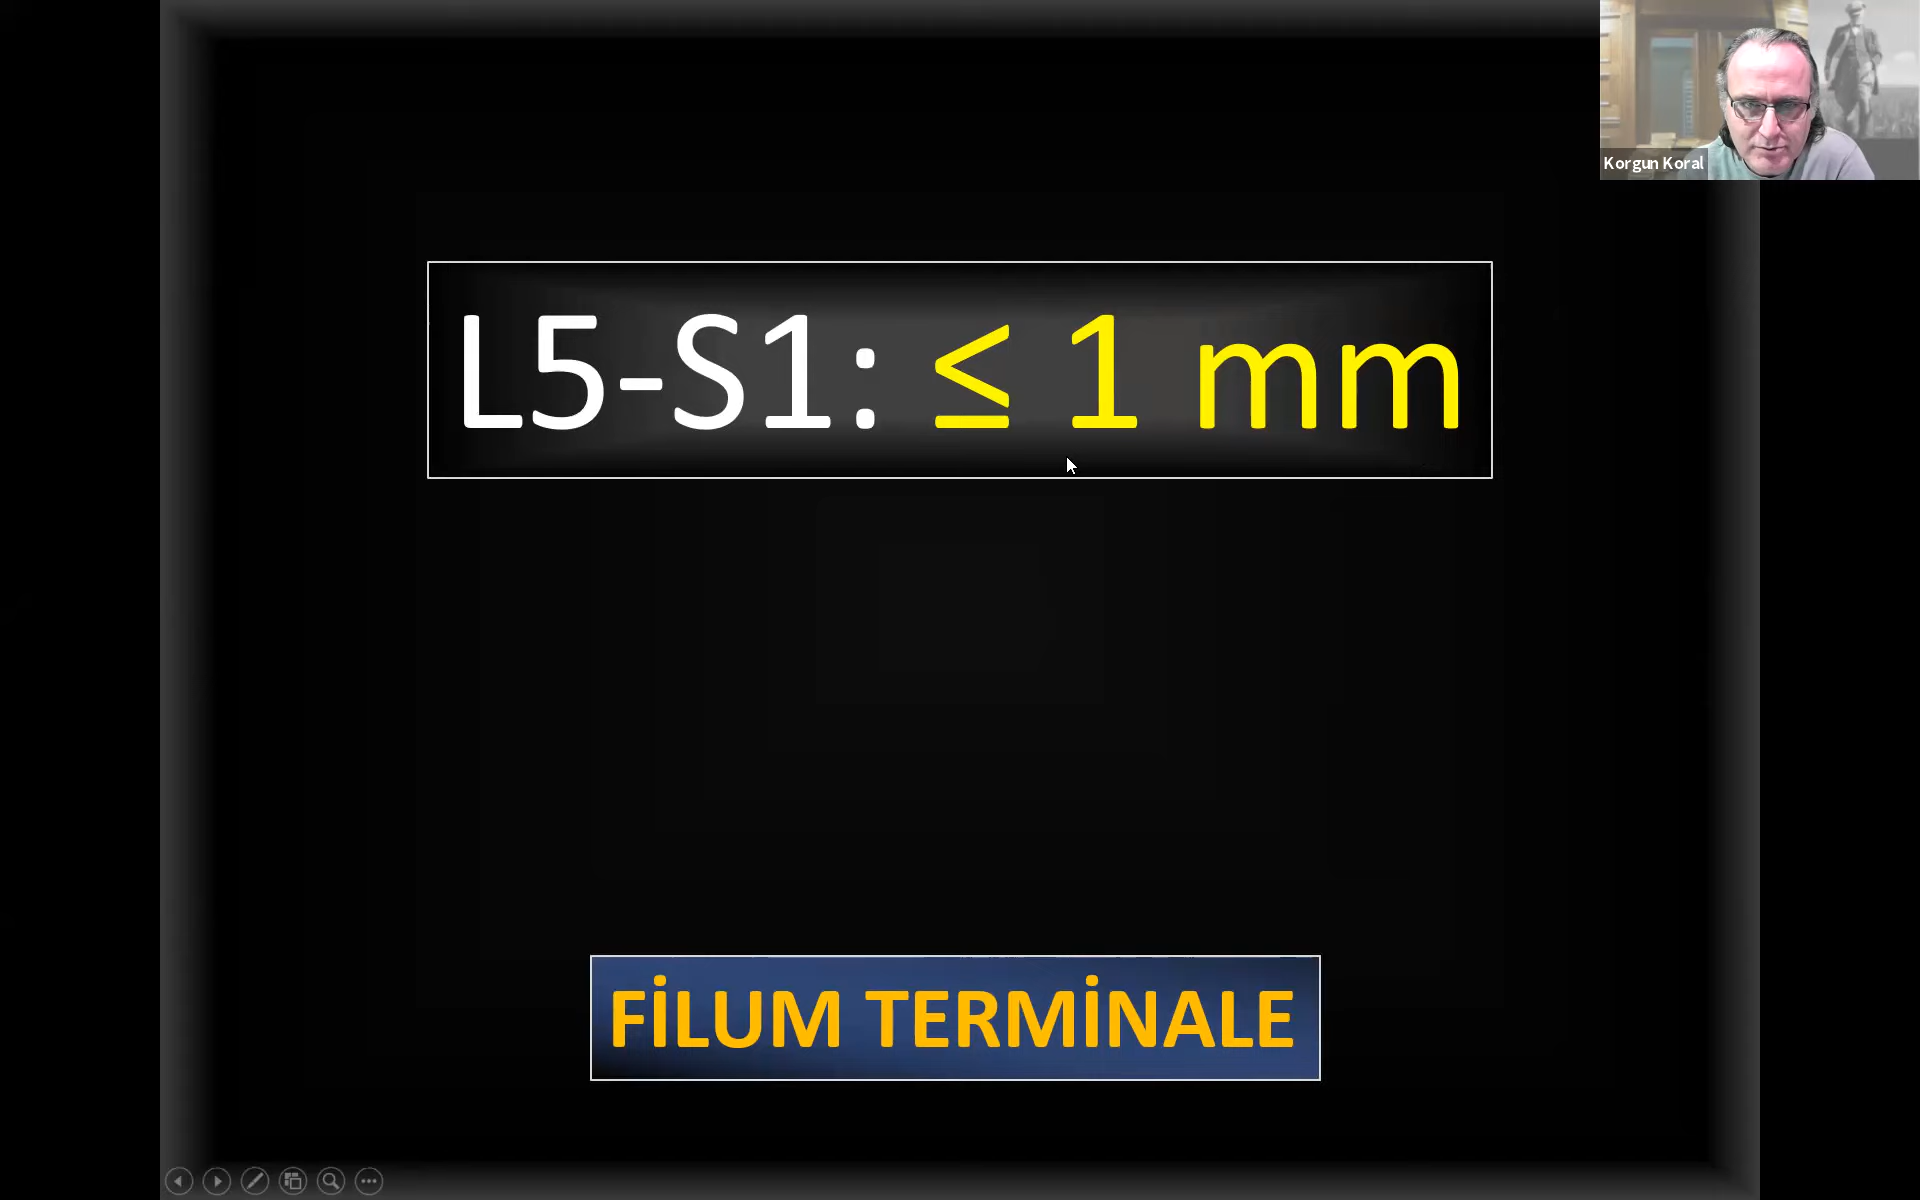 Korgun Koral
L5-S1: ≤ 1 mm
FİLUM TERMİNALE